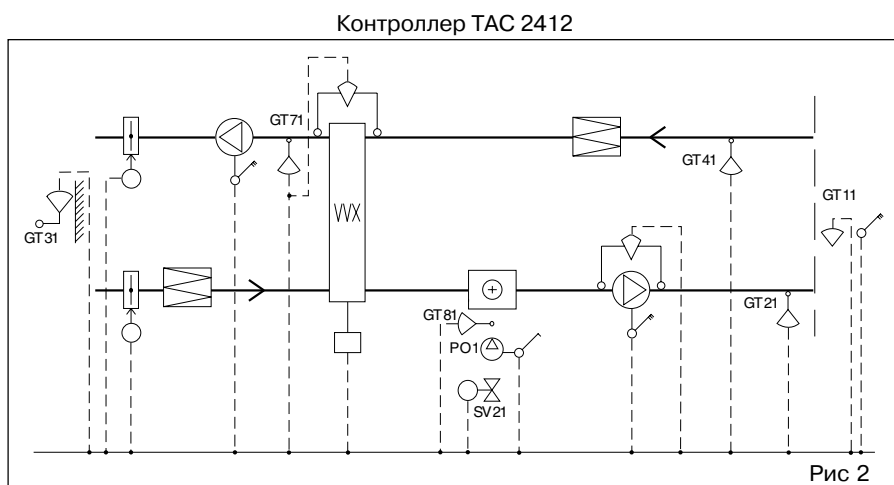 Контроллер TAC 2412
GT71
GT41
GT11
GT31
VVX
GT21
GT81
PO1
SV21
Рис 2